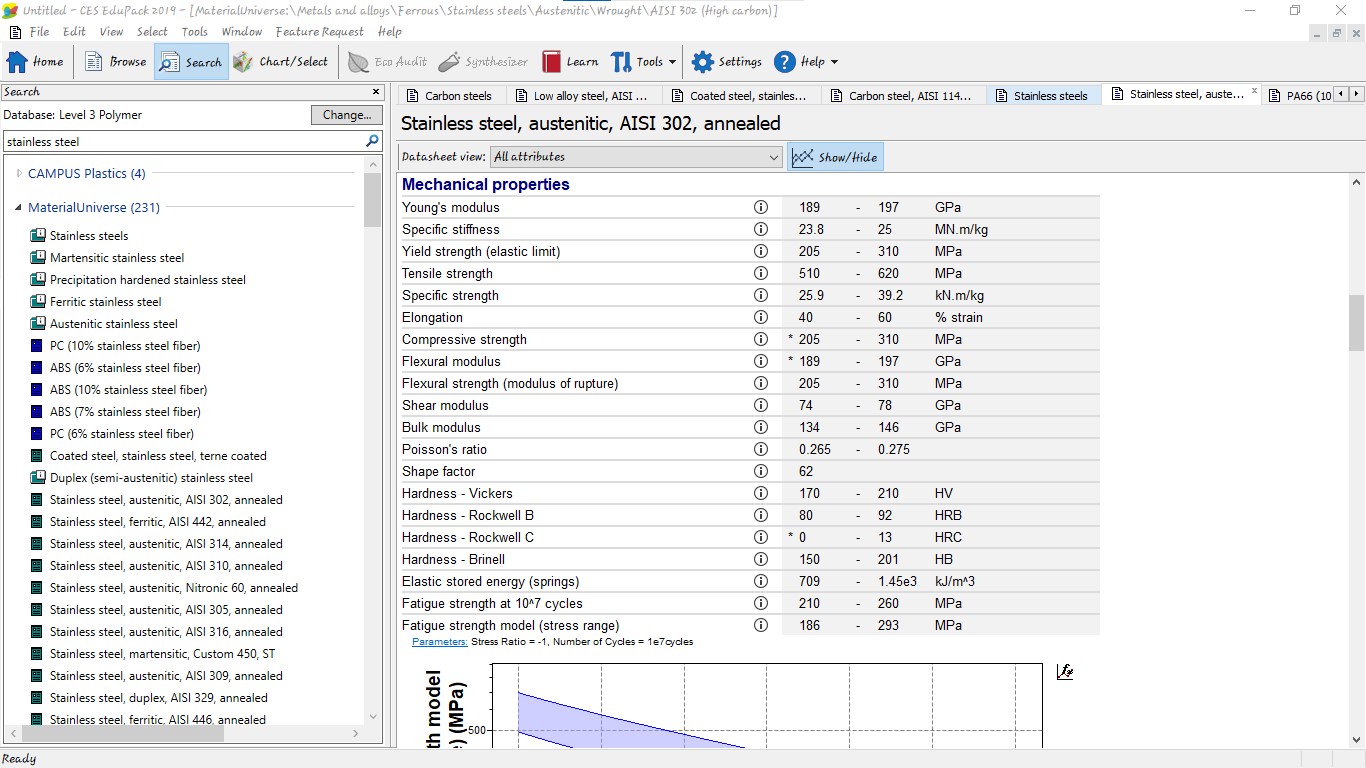 Untitled - CES EduPack 2019 - [MaterialUniverse:\Metals and alloys\Ferrous\Stainless steels\Austenitic\Wrought\AISI 302 (High carbon)]
File Edit View Select Tools Window Feature Request Help
Home Browse Search Chart/Select Eco Audit Synthesizer Learn Tools Settings Help
Search
Database: Level 3 Polymer Change...
stainless steel
CAMPUS Plastics (4)
MaterialUniverse (231)
Stainless steels
Martensitic stainless steel
Precipitation hardened stainless steel
Ferritic stainless steel
Austenitic stainless steel
PC (10% stainless steel fiber)
ABS (6% stainless steel fiber)
ABS (10% stainless steel fiber)
ABS (7% stainless steel fiber)
PC (6% stainless steel fiber)
Coated steel, stainless steel, terne coated
Duplex (semi-austenitic) stainless steel
Stainless steel, austenitic, AISI 302, annealed
Stainless steel, ferritic, AISI 442, annealed
Stainless steel, austenitic, AISI 314, annealed
Stainless steel, austenitic, AISI 310, annealed
Stainless steel, austenitic, Nitronic 60, annealed
Stainless steel, austenitic, AISI 305, annealed
Stainless steel, austenitic, AISI 316, annealed
Stainless steel, martensitic, Custom 450, ST
Stainless steel, austenitic, AISI 309, annealed
Stainless steel, duplex, AISI 329, annealed
Stainless steel, ferritic, AISI 446, annealed
Carbon steels Low alloy steel, AISI ... Coated steel, stainles... Carbon steel, AISI 114... Stainless steels Stainless steel, auste... PA66 (10
Stainless steel, austenitic, AISI 302, annealed
Datasheet view: All attributes Show/Hide
Mechanical properties
Young's modulus 189 - 197 GPa
Specific stiffness 23.8 - 25 MN.m/kg
Yield strength (elastic limit) 205 - 310 MPa
Tensile strength 510 - 620 MPa
Specific strength 25.9 - 39.2 kN.m/kg
Elongation 40 - 60 % strain
Compressive strength * 205 - 310 MPa
Flexural modulus * 189 - 197 GPa
Flexural strength (modulus of rupture) 205 - 310 MPa
Shear modulus 74 - 78 GPa
Bulk modulus 134 - 146 GPa
Poisson's ratio 0.265 - 0.275
Shape factor 62
Hardness - Vickers 170 - 210 HV
Hardness - Rockwell B 80 - 92 HRB
Hardness - Rockwell C * 0 - 13 HRC
Hardness - Brinell 150 - 201 HB
Elastic stored energy (springs) 709 - 1.45e3 kJ/m^3
Fatigue strength at 10^7 cycles 210 - 260 MPa
Fatigue strength model (stress range) 186 - 293 MPa
Parameters: Stress Ratio = -1, Number of Cycles = 1e7cycles
th model
(MPa)
500
fx
Ready